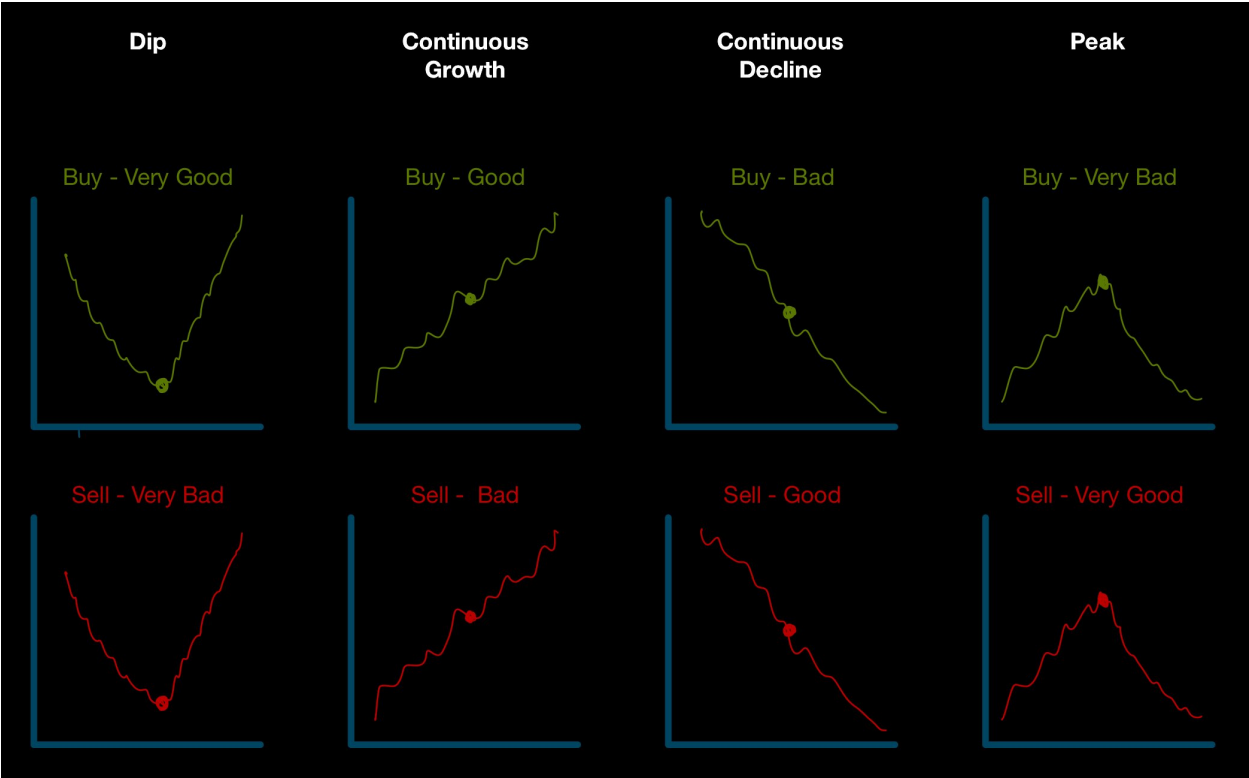 Dip
Continuous
Growth
Continuous
Decline
Peak
Buy - Very Good
Buy - Good
Buy - Bad
Buy - Very Bad
Sell - Very Bad
Sell -  Bad
Sell - Good
Sell - Very Good